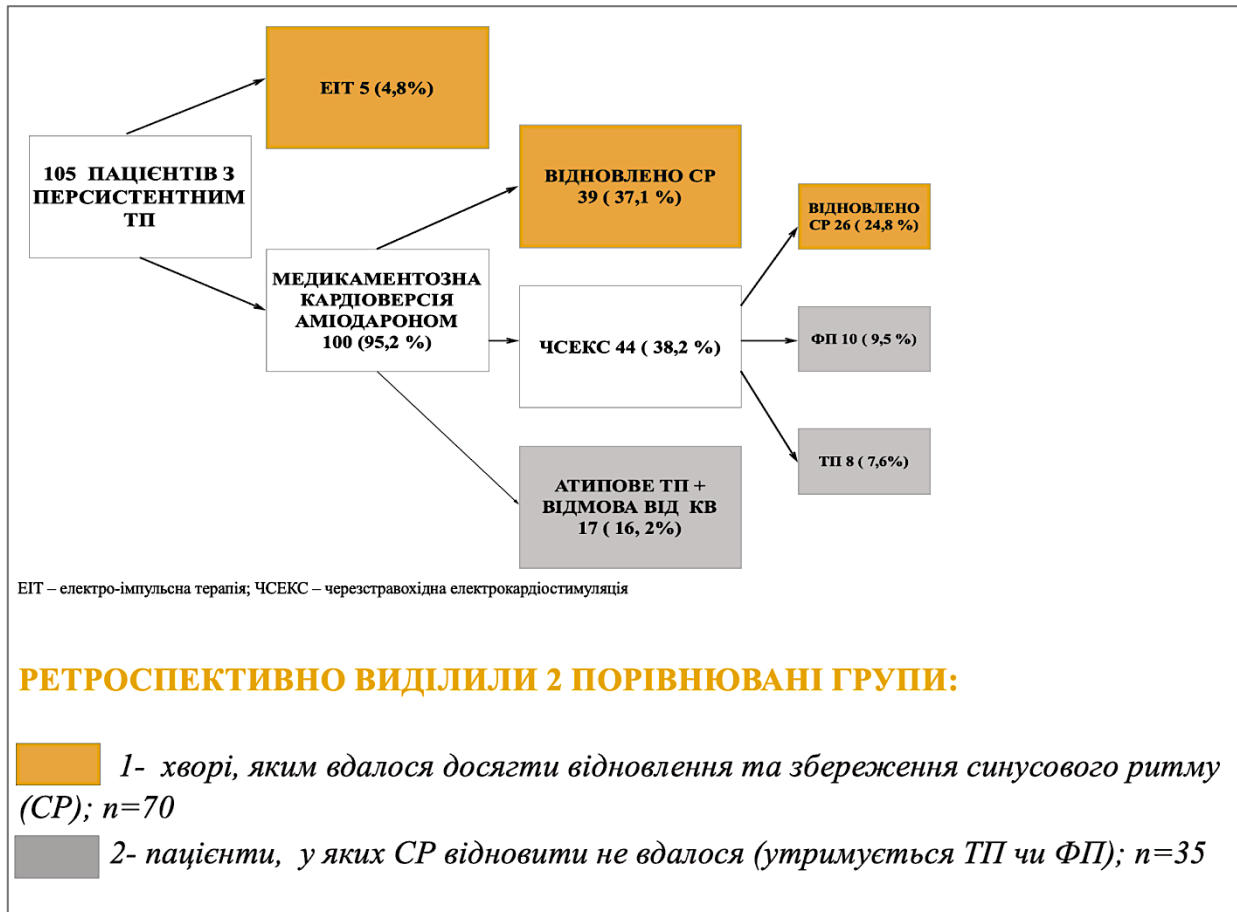 ЕІТ 5 (4,8%)
105 ПАЦІЄНТІВ З
ПЕРСИСТЕНТНИМ
ТП
ВІДНОВЛЕНО СР
39 ( 37,1 %)
ВІДНОВЛЕНО
СР 26 ( 24,8 %)
МЕДИКАМЕНТОЗНА
КАРДІОВЕРСІЯ
АМІОДАРОНОМ
100 (95,2 %)
ЧСЕКС 44 ( 38,2 %)
ФП 10 ( 9,5 %)
ТП 8 ( 7,6%)
АТИПОВЕ ТП +
ВІДМОВА ВІД КВ
17 ( 16, 2%)
ЕІТ – електро-імпульсна терапія; ЧСЕКС – черезстравохідна електрокардіостимуляція
РЕТРОСПЕКТИВНО ВИДІЛИЛИ 2 ПОРІВНЮВАНІ ГРУПИ:
1- хворі, яким вдалося досягти відновлення та збереження синусового ритму
(СР); n=70
2- пацієнти, у яких СР відновити не вдалося (утримується ТП чи ФП); n=35